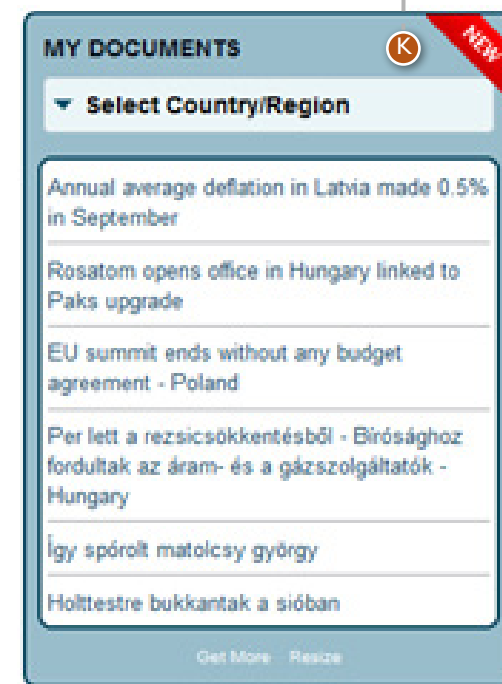 MY DOCUMENTS
K
NEW
Select Country/Region
Annual average deflation in Latvia made 0.5%
in September
Rosatom opens office in Hungary linked to
Paks upgrade
EU summit ends without any budget
agreement - Poland
Per lett a rezsicsökkentésből - Bírósághoz
fordultak az áram- és a gázszolgáltatók -
Hungary
Így spórolt matolcsy györgy
Holttestre bukkantak a sióban
Get More Resize